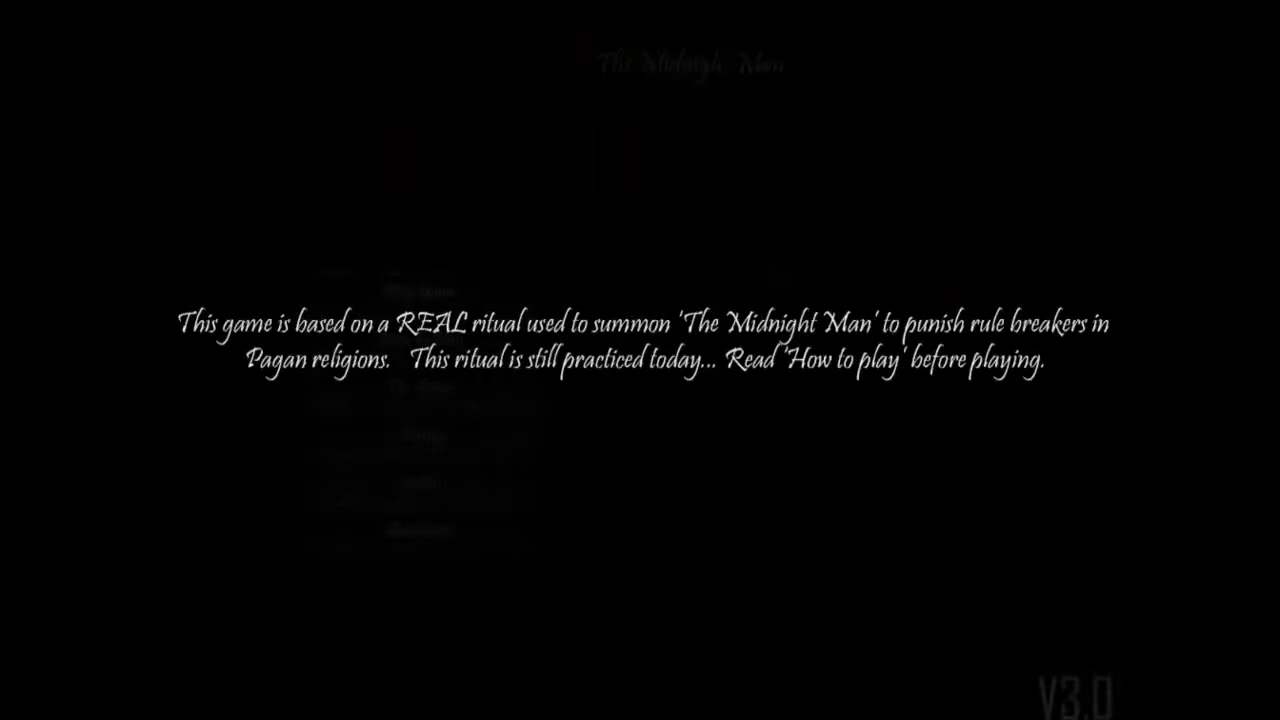 The Midnight Man
This game is based on a REAL ritual used to summon 'The Midnight Man' to punish rule breakers in
Pagan religions. This ritual is still practiced today... Read 'How to play' before playing.
V3.0